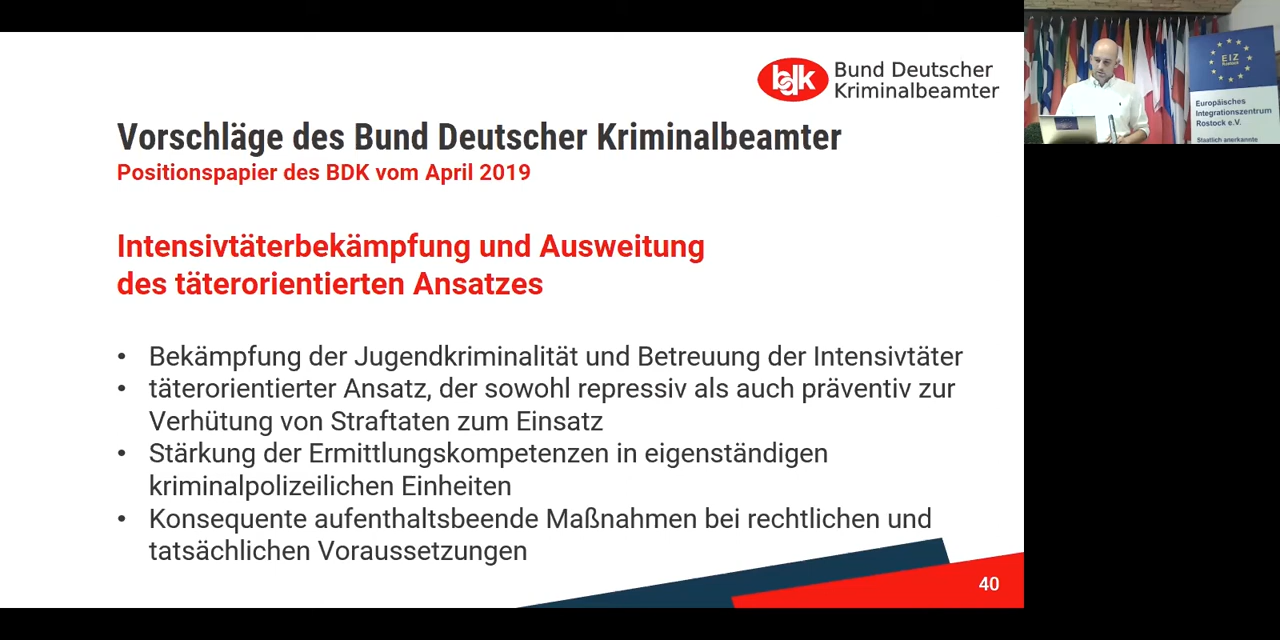 bdk Bund Deutscher
Kriminalbeamter
Vorschläge des Bund Deutscher Kriminalbeamter
Positionspapier des BDK vom April 2019
Intensivtäterbekämpfung und Ausweitung
des täterorientierten Ansatzes
• Bekämpfung der Jugendkriminalität und Betreuung der Intensivtäter
• täterorientierter Ansatz, der sowohl repressiv als auch präventiv zur
Verhütung von Straftaten zum Einsatz
• Stärkung der Ermittlungskompetenzen in eigenständigen
kriminalpolizeilichen Einheiten
• Konsequente aufenthaltsbeende Maßnahmen bei rechtlichen und
tatsächlichen Voraussetzungen
40
EIZ
Rostock
Europäisches
Integrationszentrum
Rostock e.V.
Staatlich anerkannte